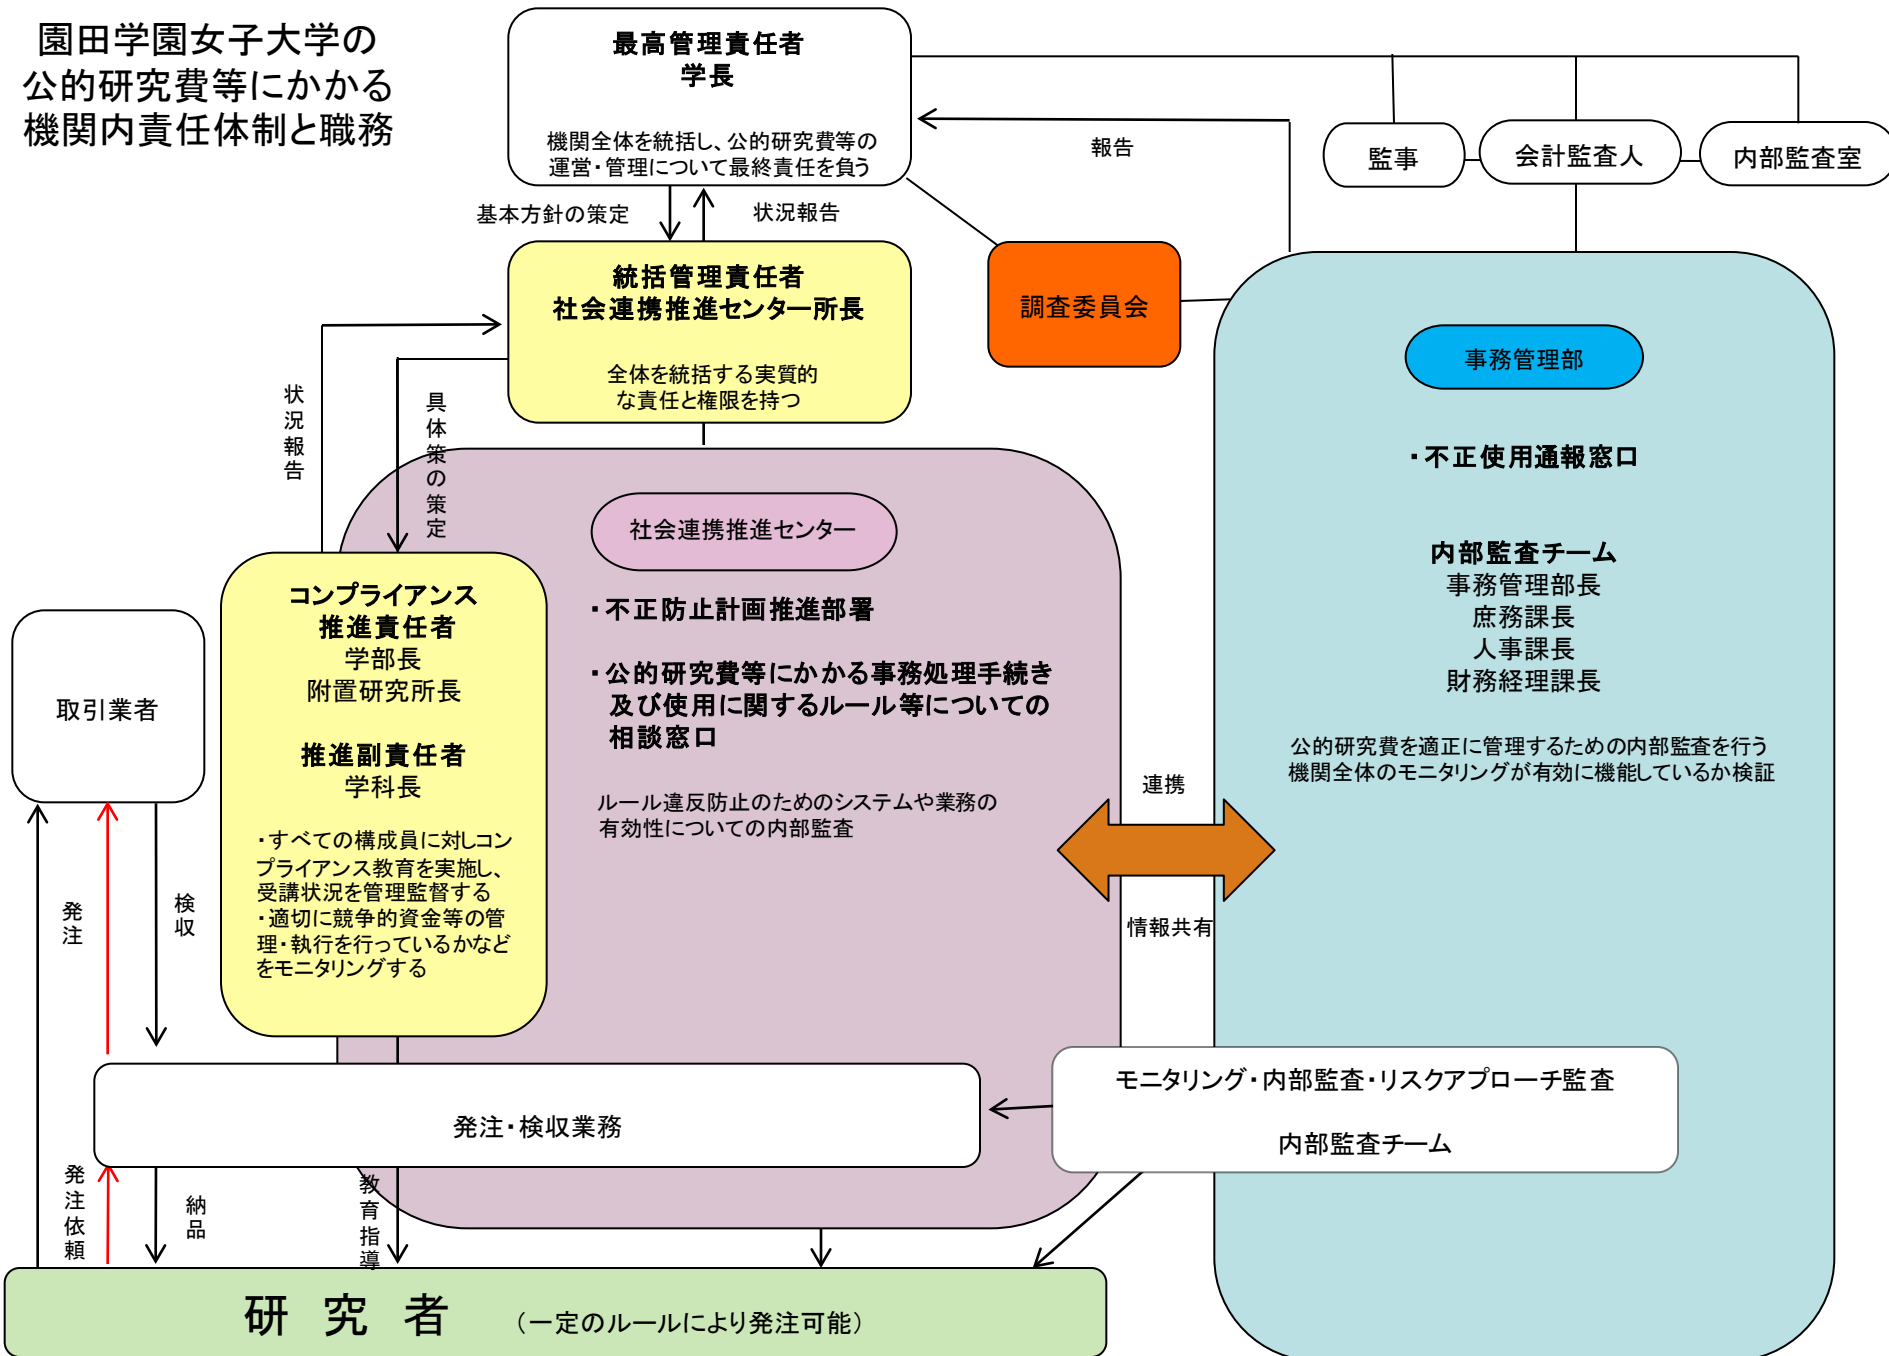 園田学園女子大学の
公的研究費等にかかる
機関内責任体制と職務
最高管理責任者
学長
機関全体を統括し、公的研究費等の
運営・管理について最終責任を負う
報告
監事
会計監査人
内部監査室
基本方針の策定
状況報告
統括管理責任者
社会連携推進センター所長
全体を統括する実質的
な責任と権限を持つ
調査委員会
事務管理部
・不正使用通報窓口
内部監査チーム
事務管理部長
庶務課長
人事課長
財務経理課長
公的研究費を適正に管理するための内部監査を行う
機関全体のモニタリングが有効に機能しているか検証
状況報告
具体策の策定
社会連携推進センター
・不正防止計画推進部署
・公的研究費等にかかる事務処理手続き
及び使用に関するルール等についての
相談窓口
ルール違反防止のためのシステムや業務の
有効性についての内部監査
コンプライアンス
推進責任者
学部長
附置研究所長
推進副責任者
学科長
・すべての構成員に対しコン
プライアンス教育を実施し、
受講状況を管理監督する
・適切に競争的資金等の管
理・執行を行っているかなど
をモニタリングする
取引業者
連携
情報共有
発注
検収
発注・検収業務
モニタリング・内部監査・リスクアプローチ監査
内部監査チーム
発注依頼
納品
教育指導
研 究 者 （一定のルールにより発注可能）